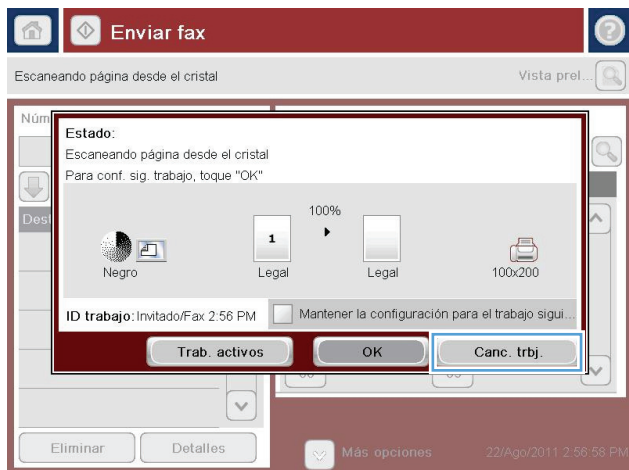 Enviar fax
Escaneando página desde el cristal
Vista prel...
Núm
Dest
Estado:
Escaneando página desde el cristal
Para conf. sig. trabajo, toque "OK"
100%
1
Negro
Legal
Legal
100x200
ID trabajo: Invitado/Fax 2:56 PM
Mantener la configuración para el trabajo sigui...
Trab. activos
OK
Canc. trbj.
Eliminar
Detalles
Más opciones
22/Ago/2011 2:56:58 PM